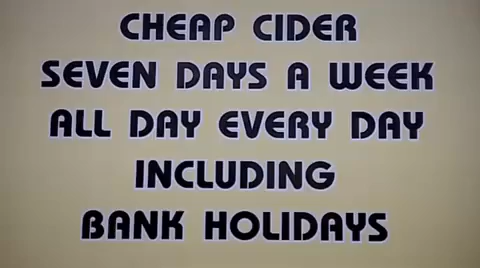 CHEAP CIDER
SEVEN DAYS A WEEK
ALL DAY EVERY DAY
INCLUDING
BANK HOLIDAYS